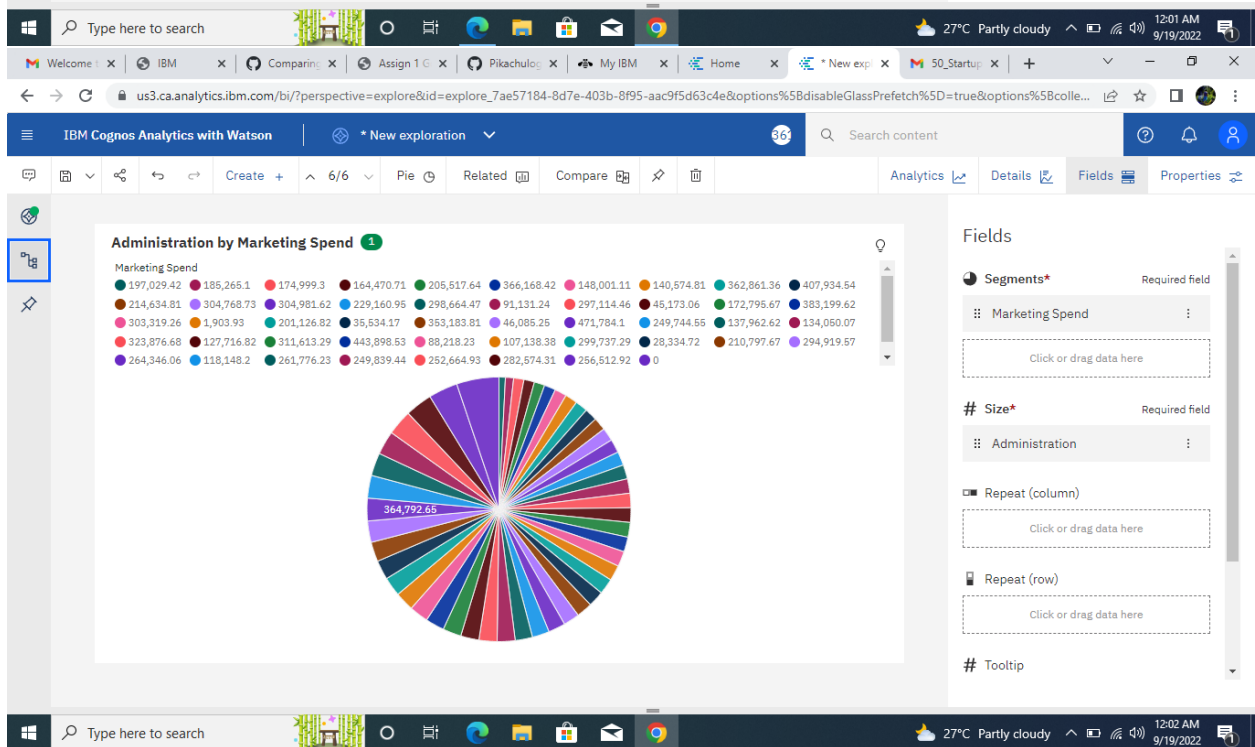 Type here to search
27°C Partly cloudy
12:01 AM
9/19/2022
1
Welcome t
IBM
Comparing
Assign 1 G
Pikachulog
My IBM
Home
* New expl
50_Startup
us3.ca.analytics.ibm.com/bi/?perspective=explore&id=explore_7ae57184-8d7e-403b-8f95-aac9f5d63c4e&options%5BdisableGlassPrefetch%5D=true&options%5Bcolle...
IBM Cognos Analytics with Watson
* New exploration
Search content
Create +
6/6
Pie
Related
Compare
Analytics
Details
Fields
Properties
Administration by Marketing Spend 1
Marketing Spend
197,029.42 185,265.1 174,999.3 164,470.71 205,517.64 366,168.42 148,001.11 140,574.81 362,861.36 407,934.54
214,634.81 304,768.73 304,981.62 229,160.95 298,664.47 91,131.24 297,114.46 45,173.06 172,795.67 383,199.62
303,319.26 1,903.93 201,126.82 35,534.17 353,183.81 46,085.25 471,784.1 249,744.55 137,962.62 134,050.07
323,876.68 127,716.82 311,613.29 443,898.53 88,218.23 107,138.38 299,737.29 28,334.72 210,797.67 294,919.57
264,346.06 118,148.2 261,776.23 249,839.44 252,664.93 282,574.31 256,512.92 0
364,792.65
Fields
Segments* Required field
Marketing Spend
Click or drag data here
Size* Required field
Administration
Repeat (column)
Click or drag data here
Repeat (row)
Click or drag data here
Tooltip
Type here to search
27°C Partly cloudy
12:02 AM
9/19/2022
1